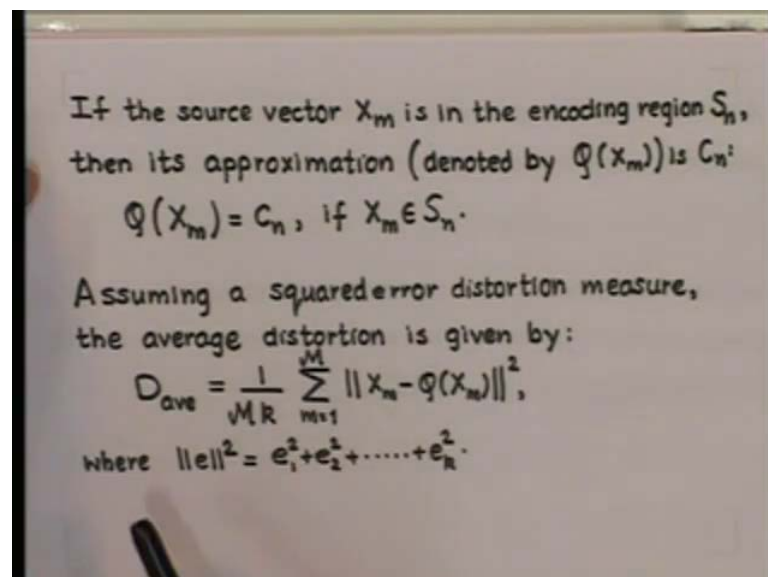 If the source vector Xm is in the encoding region Sn,
then its approximation (denoted by Q(Xm)) is Cn:
Q(Xm) = Cn, if Xm ∈ Sn.
Assuming a squared error distortion measure,
the average distortion is given by:
Dave = 1/Mk Σ_{m=1}^{M} ||Xm - Q(Xm)||²,
where ||e||² = e₁² + e₂² + ...... + eₖ².